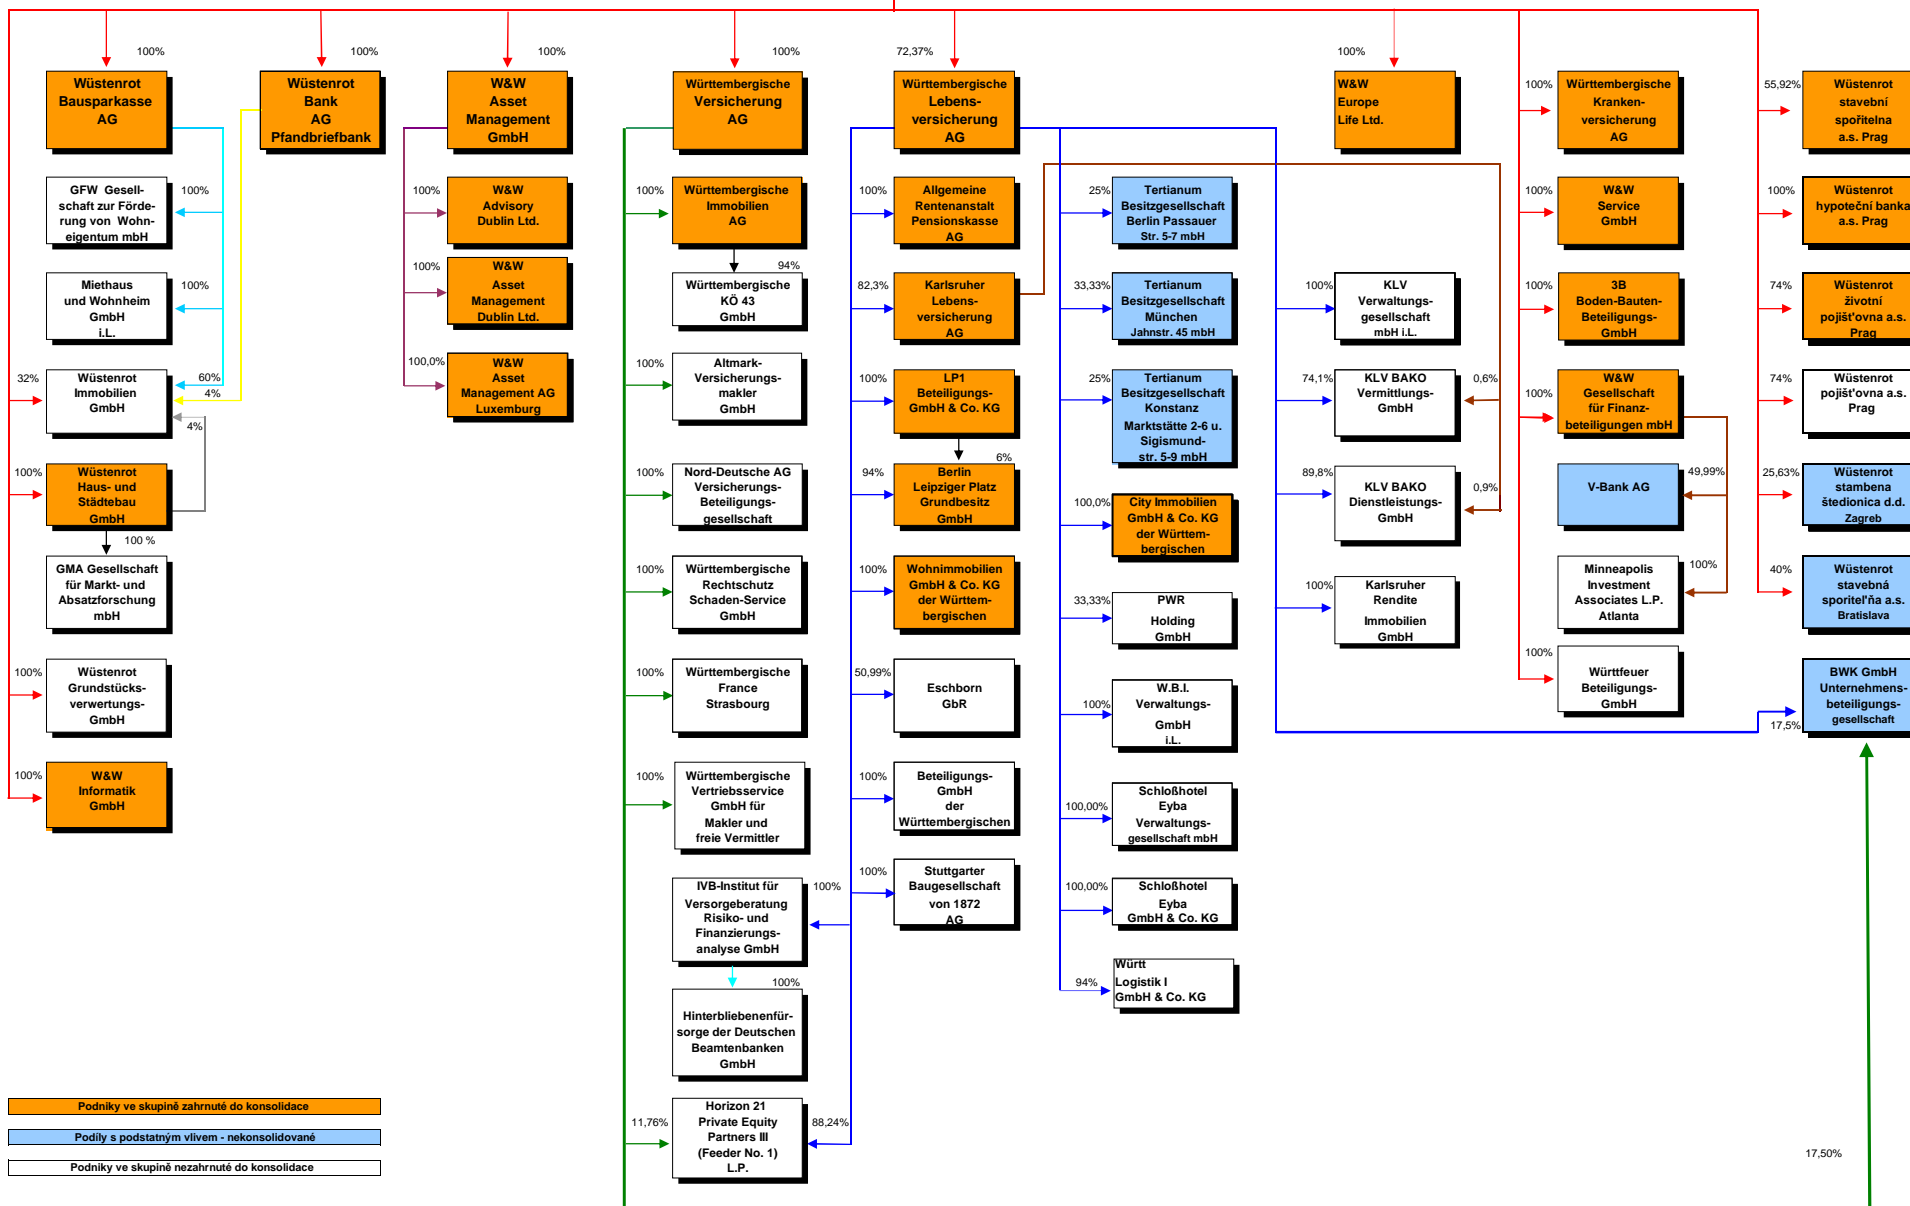 100%
Wüstenrot
Bausparkasse
AG
100%
Wüstenrot
Bank
AG
Pfandbriefbank
100%
W&W
Asset
Management
GmbH
100%
Württembergische
Versicherung
AG
72,37%
Württembergische
Lebens-
versicherung
AG
100%
W&W
Europe
Life Ltd.
100%
Württembergische
Kranken-
versicherung
AG
55,92%
Wüstenrot
stavební
spořitelna
a.s. Prag
GFW Gesell-
schaft zur Förde-
rung von Wohn-
eigentum mbH
100%
100%
W&W
Advisory
Dublin Ltd.
100%
Württembergische
Immobilien
AG
100%
Allgemeine
Rentenanstalt
Pensionskasse
AG
25%
Tertianum
Besitzgesellschaft
Berlin Passauer
Str. 5-7 mbH
100%
W&W
Service
GmbH
100%
Wüstenrot
hypoteční banka
a.s. Prag
Miethaus
und Wohnheim
GmbH
i.L.
100%
100%
W&W
Asset
Management
Dublin Ltd.
94%
Württembergische
KÖ 43
GmbH
82,3%
Karlsruher
Lebens-
versicherung
AG
33,33%
Tertianum
Besitzgesellschaft
München
Jahnstr. 45 mbH
100%
KLV
Verwaltungs-
gesellschaft
mbH i.L.
100%
3B
Boden-Bauten-
Beteiligungs-
GmbH
74%
Wüstenrot
životní
pojišt'ovna a.s.
Prag
32%
Wüstenrot
Immobilien
GmbH
60%
4%
4%
100,0%
W&W
Asset
Management AG
Luxemburg
100%
Altmark-
Versicherungs-
makler
GmbH
100%
LP1
Beteiligungs-
GmbH & Co. KG
25%
Tertianum
Besitzgesellschaft
Konstanz
Marktstätte 2-6 u.
Sigismund-
str. 5-9 mbH
74,1%
KLV BAKO
Vermittlungs-
GmbH
0,6%
100%
W&W
Gesellschaft
für Finanz-
beteiligungen mbH
74%
Wüstenrot
pojišt'ovna a.s.
Prag
100%
Wüstenrot
Haus- und
Städtebau
GmbH
100%
Nord-Deutsche AG
Versicherungs-
Beteiligungs-
gesellschaft
94%
6%
Berlin
Leipziger Platz
Grundbesitz
GmbH
100,0%
City Immobilien
GmbH & Co. KG
der Württem-
bergischen
89,8%
KLV BAKO
Dienstleistungs-
GmbH
0,9%
V-Bank AG
49,99%
25,63%
Wüstenrot
stambena
štedionica d.d.
Zagreb
100 %
GMA Gesellschaft
für Markt- und
Absatzforschung
mbH
100%
Württembergische
Rechtschutz
Schaden-Service
GmbH
100%
Wohnimmobilien
GmbH & Co. KG
der Württem-
bergischen
33,33%
PWR
Holding
GmbH
100%
Karlsruher
Rendite
Immobilien
GmbH
Minneapolis
Investment
Associates L.P.
Atlanta
100%
40%
Wüstenrot
stavebná
sporitel'ňa a.s.
Bratislava
100%
Wüstenrot
Grundstücks-
verwertungs-
GmbH
100%
Württembergische
France
Strasbourg
50,99%
Eschborn
GbR
100%
W.B.I.
Verwaltungs-
GmbH
i.L.
100%
Württfeuer
Beteiligungs-
GmbH
17,5%
BWK GmbH
Unternehmens-
beteiligungs-
gesellschaft
100%
W&W
Informatik
GmbH
100%
Württembergische
Vertriebsservice
GmbH für
Makler und
freie Vermittler
100%
Beteiligungs-
GmbH
der
Württembergischen
100,00%
Schloßhotel
Eyba
Verwaltungs-
gesellschaft mbH
IVB-Institut für
Versorgeberatung
Risiko- und
Finanzierungs-
analyse GmbH
100%
100%
Stuttgarter
Baugesellschaft
von 1872
AG
100,00%
Schloßhotel
Eyba
GmbH & Co. KG
100%
Hinterbliebenenfür-
sorge der Deutschen
Beamtenbanken
GmbH
94%
Württ
Logistik I
GmbH & Co. KG
11,76%
Horizon 21
Private Equity
Partners III
(Feeder No. 1)
L.P.
88,24%
17,50%
Podniky ve skupině zahrnuté do konsolidace
Podíly s podstatným vlivem - nekonsolidované
Podniky ve skupině nezahrnuté do konsolidace